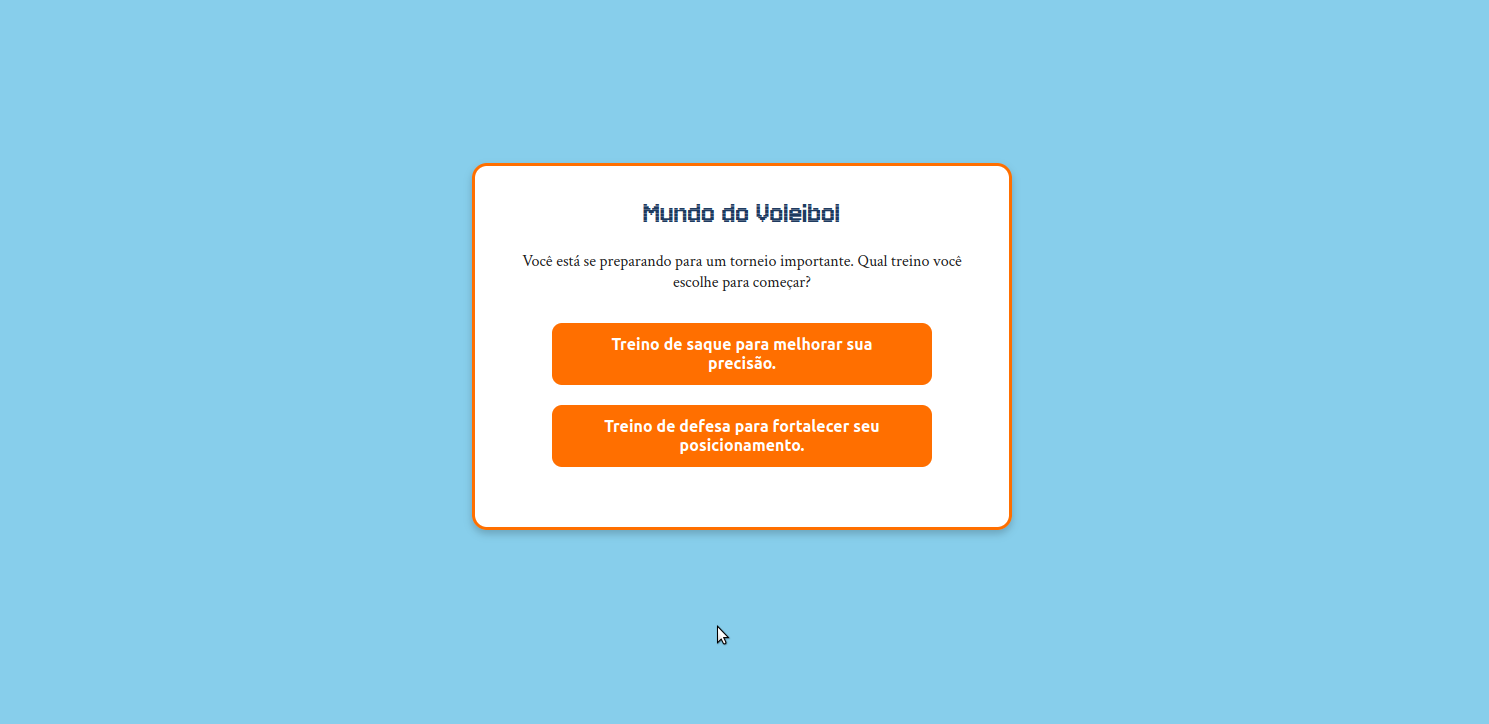 Mundo do Voleibol
Você está se preparando para um torneio importante. Qual treino você
escolhe para começar?
Treino de saque para melhorar sua
precisão.
Treino de defesa para fortalecer seu
posicionamento.